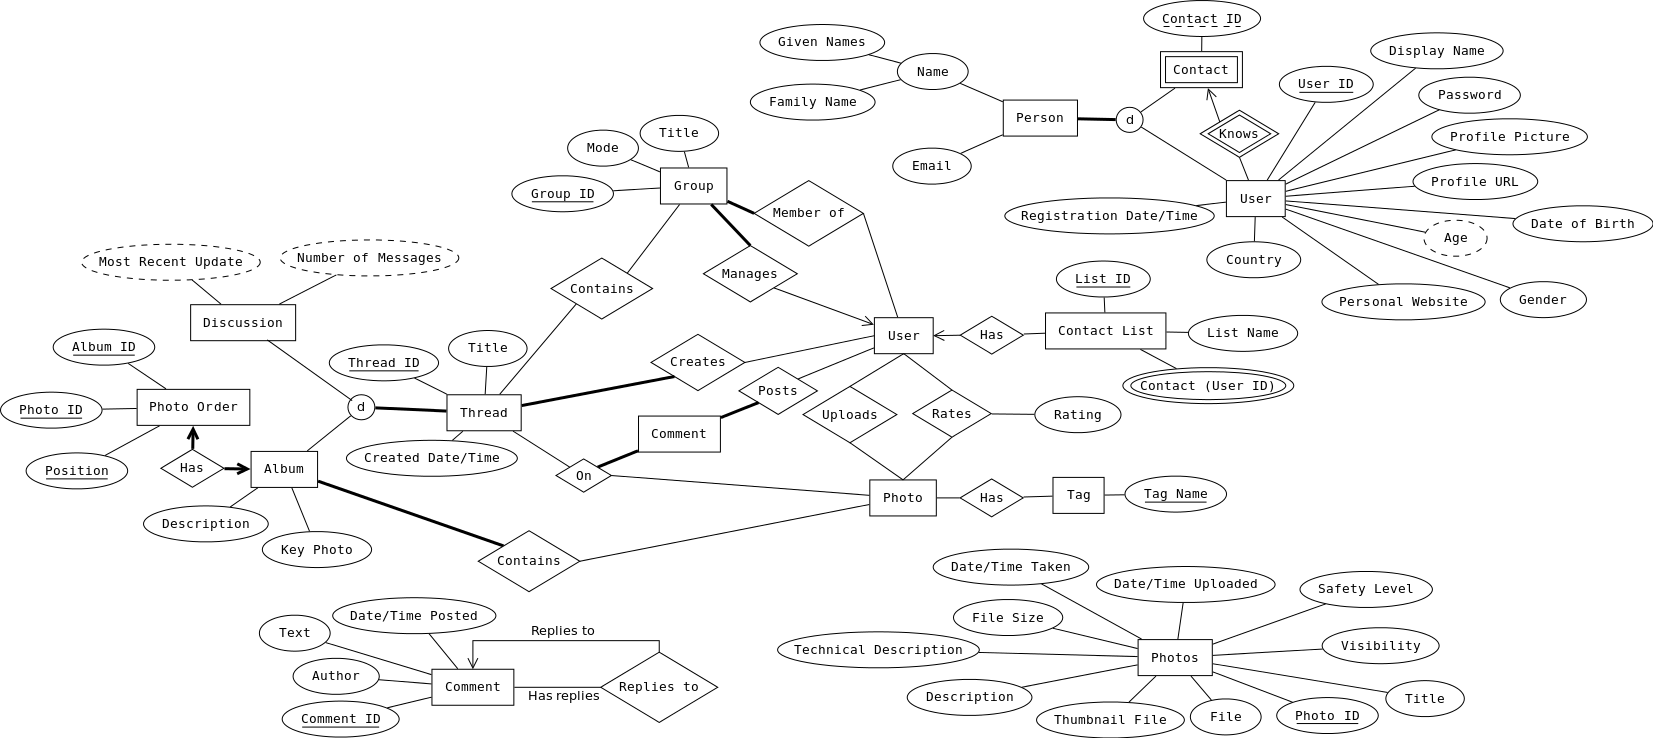 Contact ID
Given Names
Display Name
Name
Contact
User ID
Family Name
Password
Person
d
Title
Knows
Profile Picture
Mode
Email
Group
Profile URL
Group ID
User
Member of
Registration Date/Time
Date of Birth
Age
Number of Messages
Most Recent Update
Country
Manages
List ID
Contains
Personal Website
Gender
Discussion
User
Has
Contact List
List Name
Album ID
Title
Thread ID
Creates
Contact (User ID)
Posts
Photo ID
Photo Order
d
Thread
Uploads
Rates
Rating
Comment
Created Date/Time
Position
Has
Album
On
Photo
Has
Tag
Tag Name
Description
Key Photo
Contains
Date/Time Taken
Date/Time Uploaded
Safety Level
Date/Time Posted
File Size
Text
Replies to
Technical Description
Visibility
Photos
Author
Comment
Has replies
Replies to
Description
Title
Comment ID
Thumbnail File
File
Photo ID